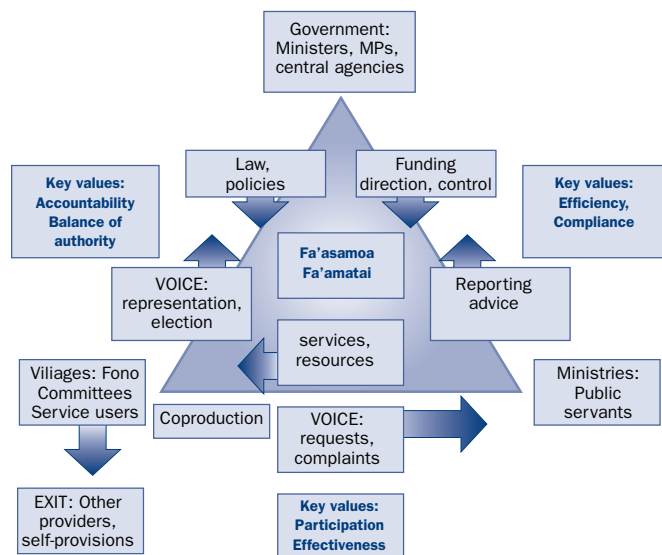 Government:
Ministers, MPs,
central agencies
Law,
policies
Funding
direction, control
Key values:
Accountability
Balance of
authority
Key values:
Efficiency,
Compliance
Fa'asamoa
Fa'amatai
VOICE:
representation,
election
Reporting
advice
services,
resources
Viliages: Fono
Committees
Service users
Ministries:
Public
servants
Coproduction
VOICE:
requests,
complaints
EXIT: Other
providers,
self-provisions
Key values:
Participation
Effectiveness